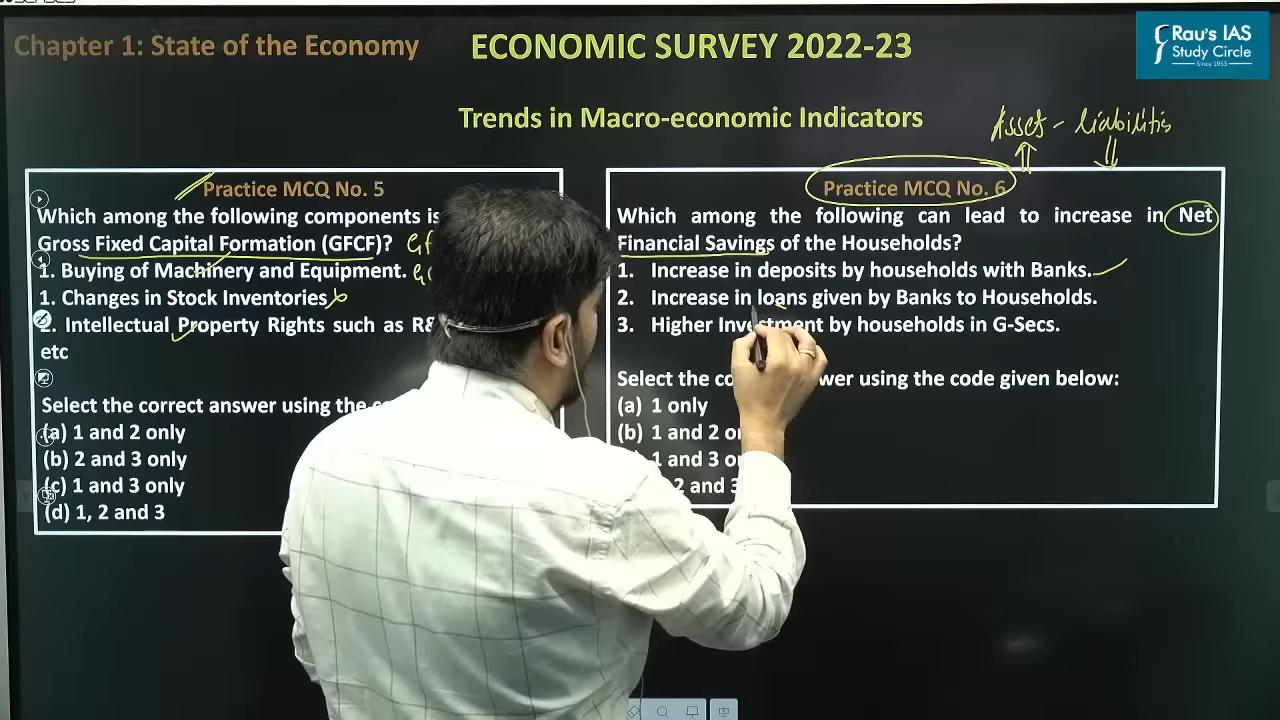 Chapter 1: State of the Economy
ECONOMIC SURVEY 2022-23
Rau's IAS
Study Circle
Since 1953
Trends in Macro-economic Indicators
Asset - liabilities
Practice MCQ No. 5
Which among the following components is
Gross Fixed Capital Formation (GFCF)?
1. Buying of Machinery and Equipment.
1. Changes in Stock Inventories
2. Intellectual Property Rights such as R&
etc
Select the correct answer using the
(a) 1 and 2 only
(b) 2 and 3 only
(c) 1 and 3 only
(d) 1, 2 and 3
Practice MCQ No. 6
Which among the following can lead to increase in Net
Financial Savings of the Households?
1. Increase in deposits by households with Banks.
2. Increase in loans given by Banks to Households.
3. Higher Investment by households in G-Secs.
Select the using the code given below:
(a) 1 only
(b) 1 and 2
1 and 3
2 and 3